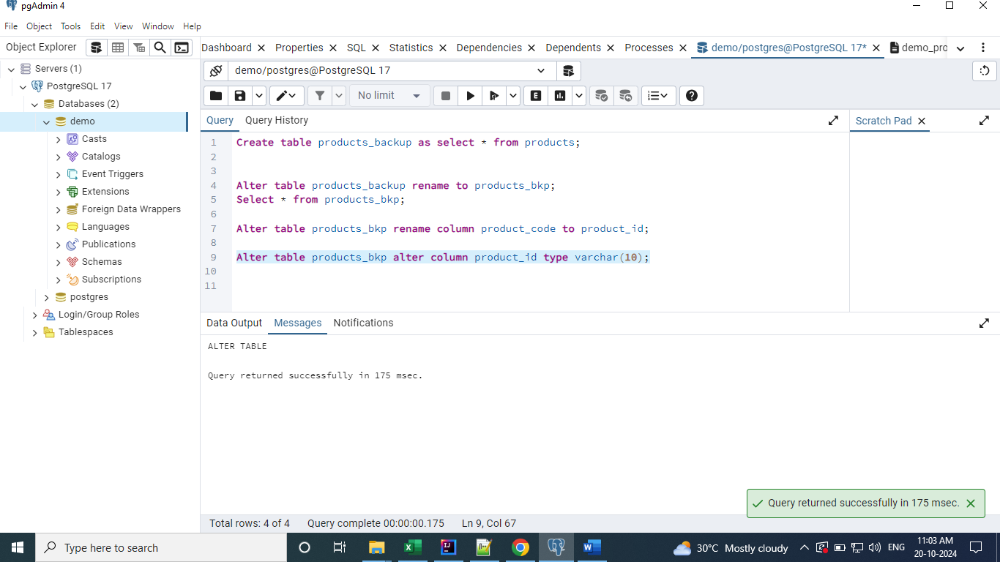 pgAdmin 4
File Object Tools Edit View Window Help
Object Explorer
Dashboard Properties SQL Statistics Dependencies Dependents Processes demo/postgres@PostgreSQL 17* demo_pro
Servers (1)
PostgreSQL 17
Databases (2)
demo
Casts
Catalogs
Event Triggers
Extensions
Foreign Data Wrappers
Languages
Publications
Schemas
Subscriptions
postgres
Login/Group Roles
Tablespaces
demo/postgres@PostgreSQL 17
No limit
E
Query Query History
Scratch Pad
1 Create table products_backup as select * from products;
2
3
4 Alter table products_backup rename to products_bkp;
5 Select * from products_bkp;
6
7 Alter table products_bkp rename column product_code to product_id;
8
9 Alter table products_bkp alter column product_id type varchar(10);
10
11
Data Output Messages Notifications
ALTER TABLE
Query returned successfully in 175 msec.
Query returned successfully in 175 msec.
Total rows: 4 of 4 Query complete 00:00:00.175 Ln 9, Col 67
Type here to search
30°C Mostly cloudy
ENG
11:03 AM
20-10-2024